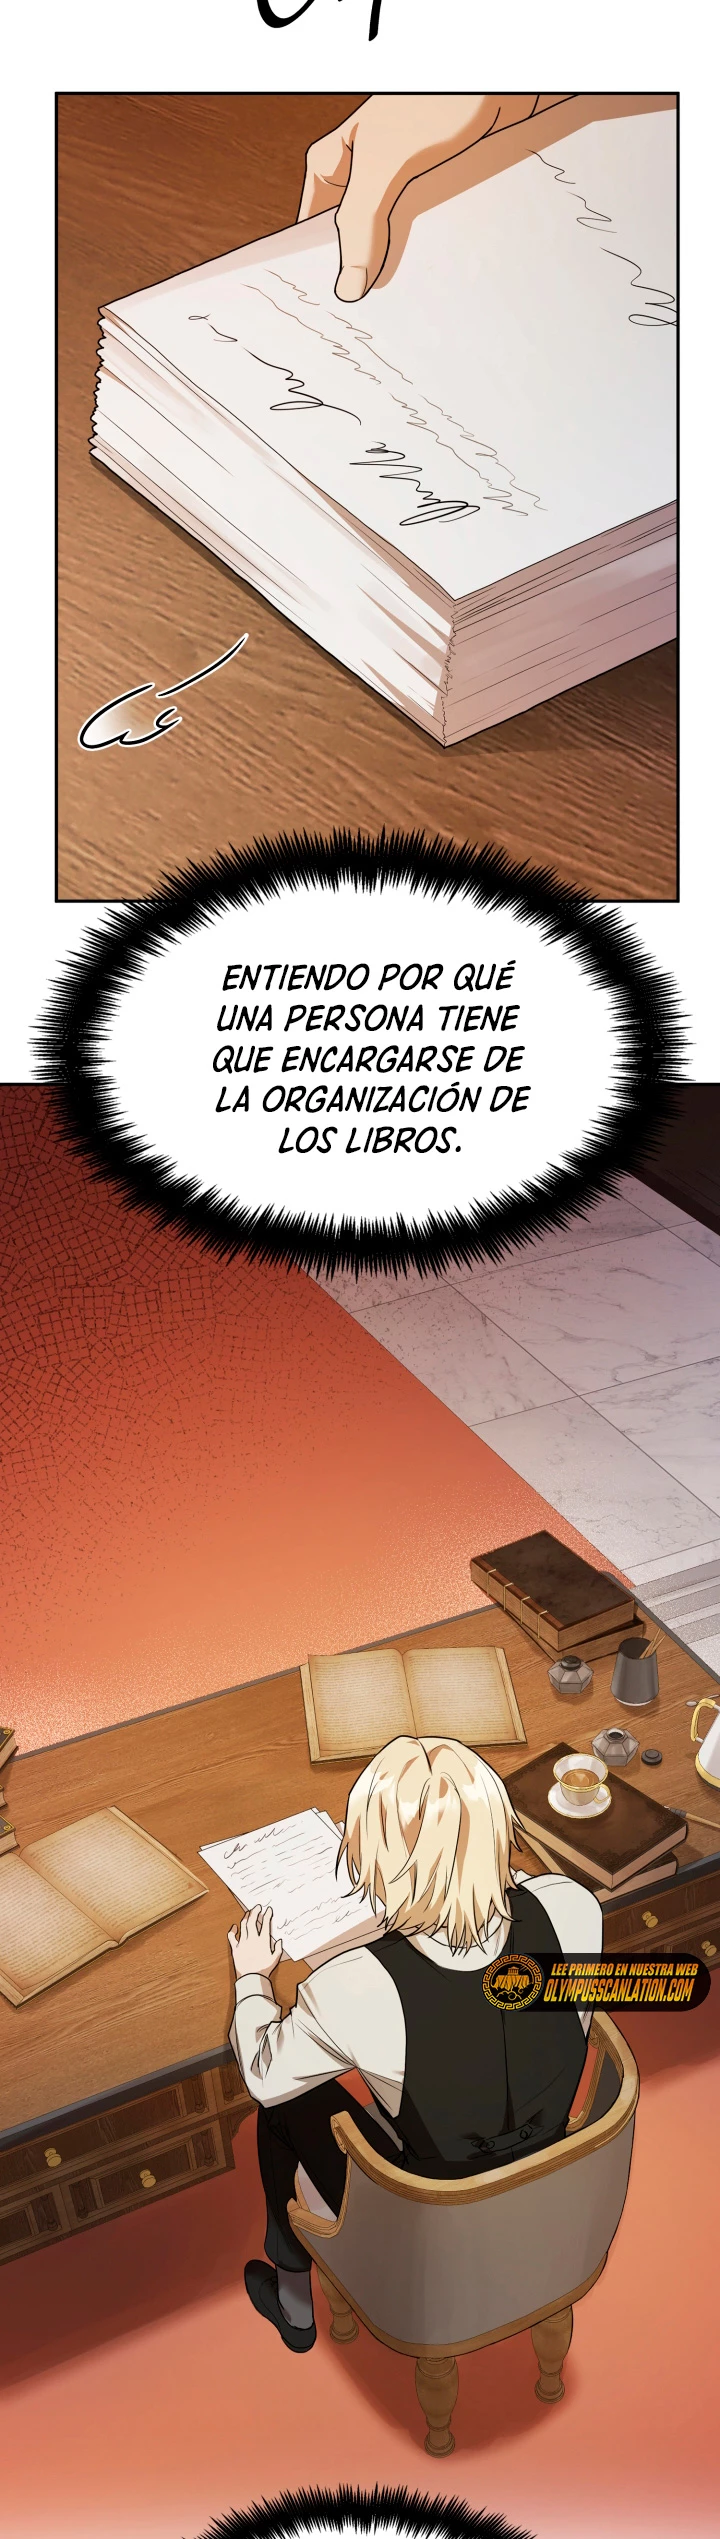 ENTIENDO POR QUÉ
UNA PERSONA TIENE
QUE ENCARGARSE DE
LA ORGANIZACIÓN DE
LOS LIBROS.
LEE PRIMERO EN NUESTRA WEB
OLYMPUSSCANLATION.COM